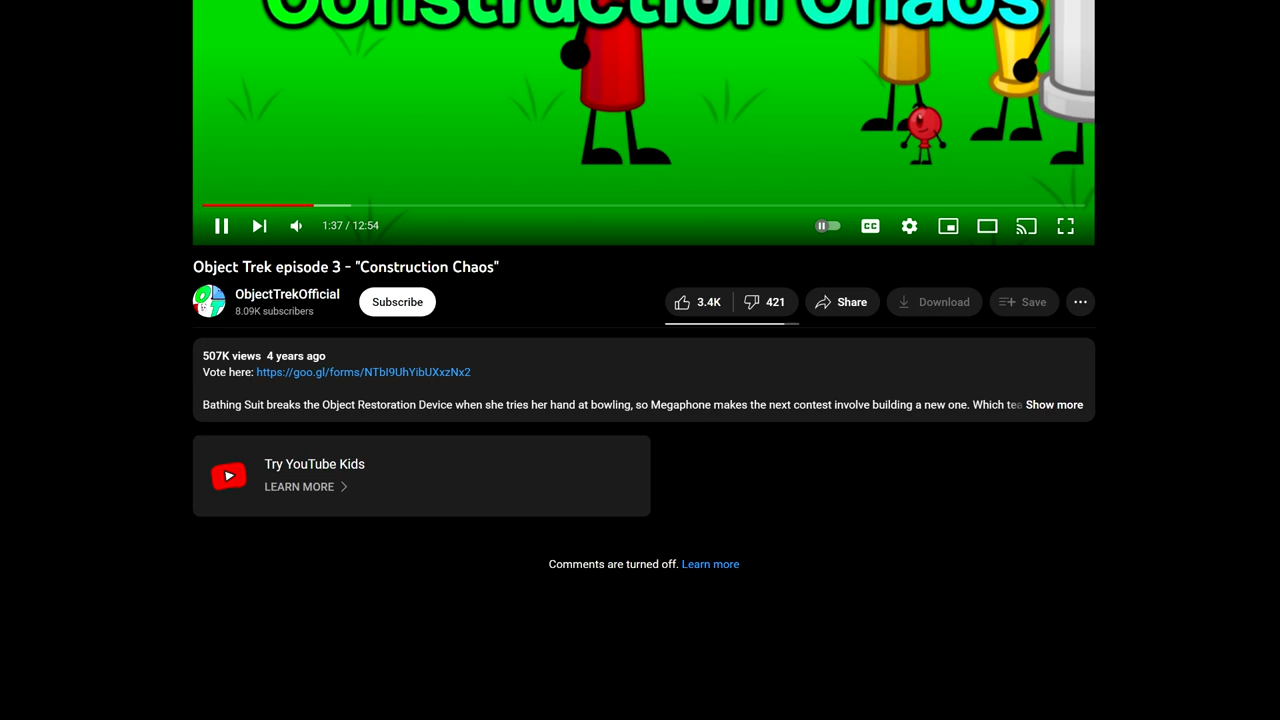 Construction Chaos
1:37 / 12:54
CC
Object Trek episode 3 - "Construction Chaos"
ObjectTrekOfficial
8.09K subscribers
Subscribe
3.4K
421
Share
Download
Save
507K views 4 years ago
Vote here: https://goo.gl/forms/NTbI9UhYibUXxzNx2
Bathing Suit breaks the Object Restoration Device when she tries her hand at bowling, so Megaphone makes the next contest involve building a new one. Which tea Show more
Try YouTube Kids
LEARN MORE
Comments are turned off. Learn more